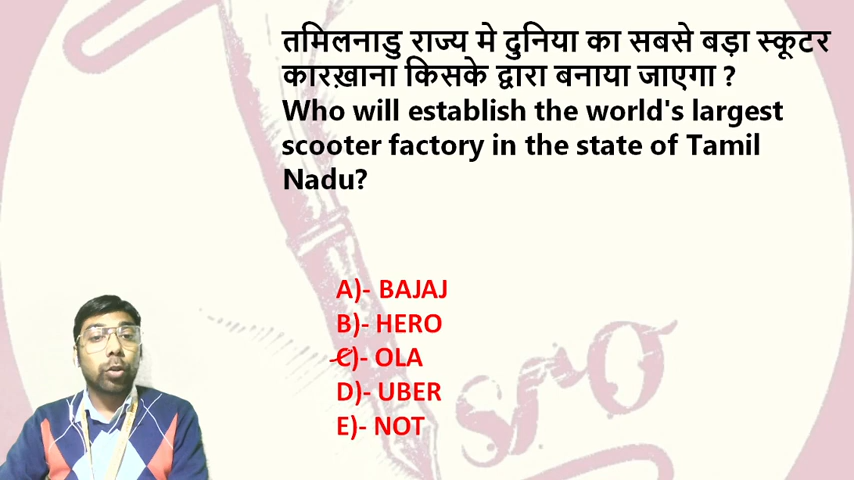 तमिलनाडु राज्य मे दुनिया का सबसे बड़ा स्कूटर
कारख़ाना किसके द्वारा बनाया जाएगा ?
Who will establish the world's largest
scooter factory in the state of Tamil
Nadu?
A)- BAJAJ
B)- HERO
C)- OLA
D)- UBER
E)- NOT